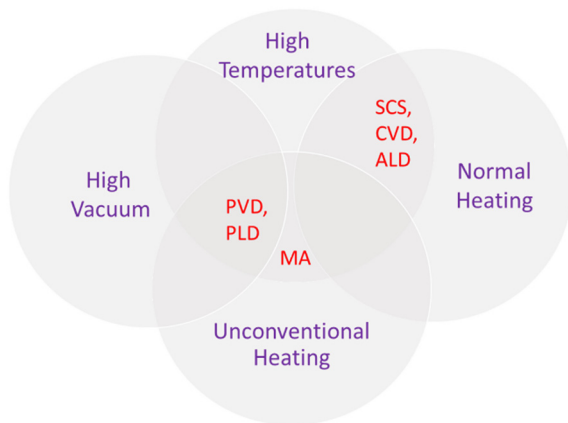 High
Temperatures
SCS,
CVD,
ALD
High
Vacuum
Normal
Heating
PVD,
PLD
MA
Unconventional
Heating